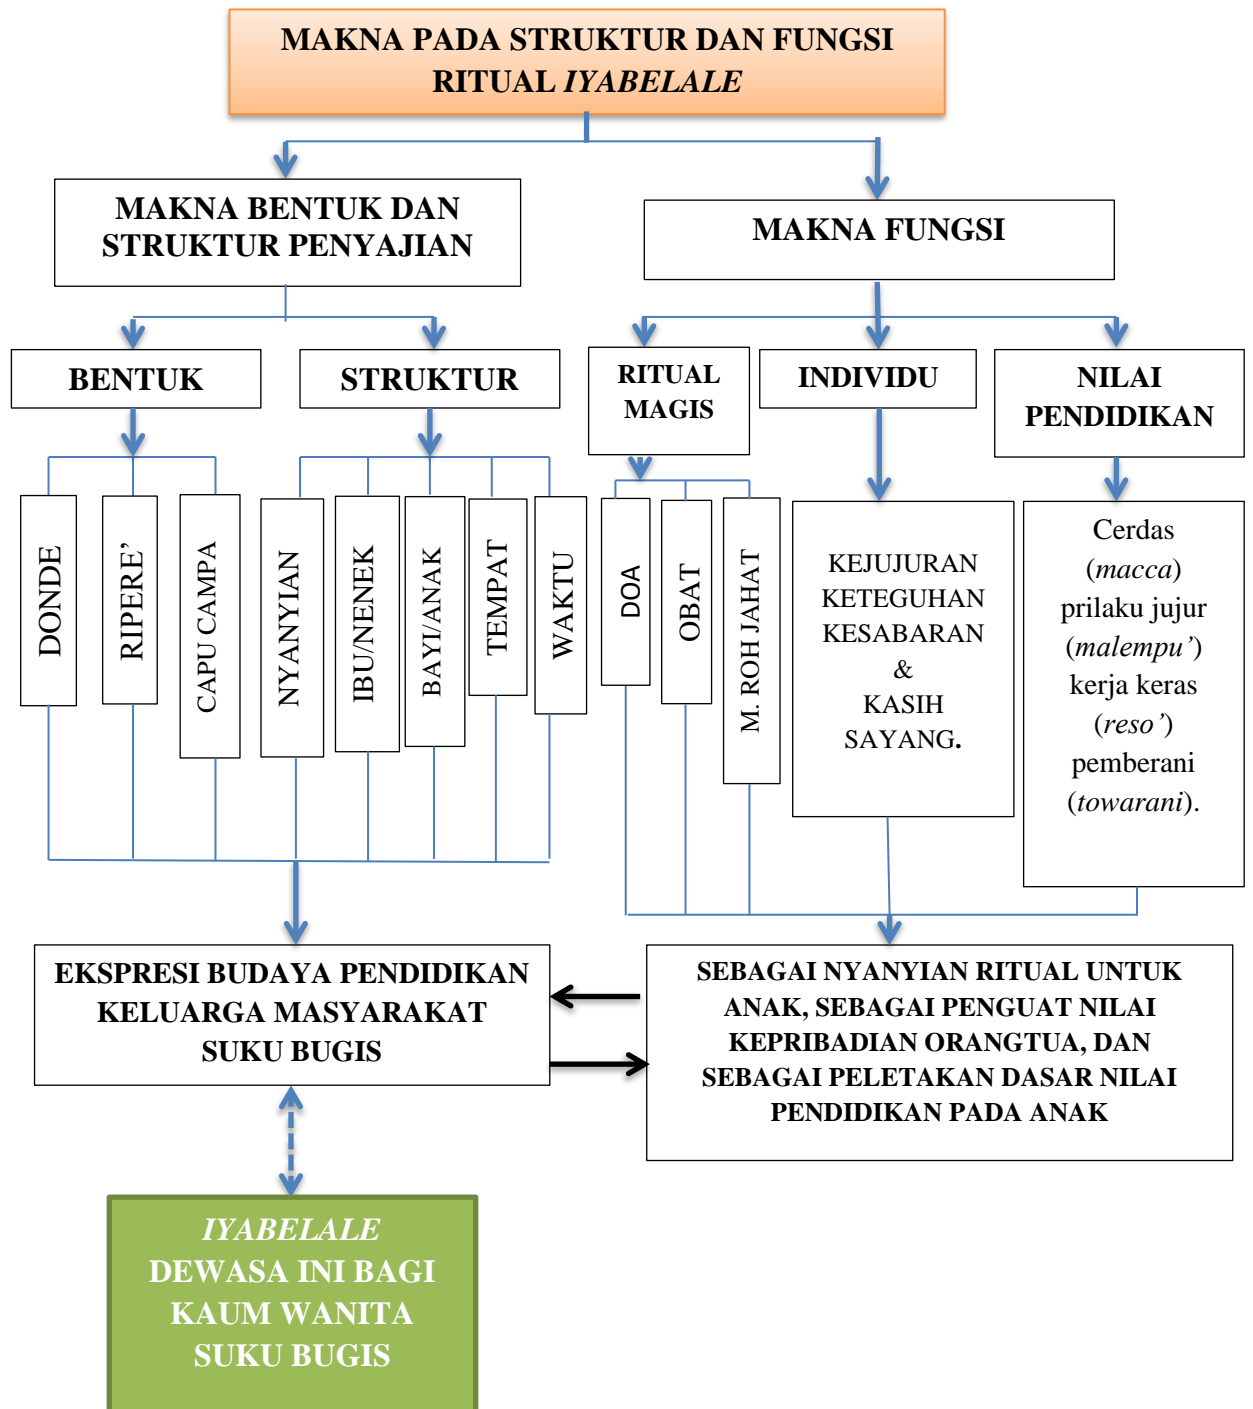 MAKNA PADA STRUKTUR DAN FUNGSI
RITUAL IYABELALE
MAKNA BENTUK DAN
STRUKTUR PENYAJIAN
MAKNA FUNGSI
BENTUK
STRUKTUR
RITUAL
MAGIS
INDIVIDU
NILAI
PENDIDIKAN
DONDE
RIPERE’
CAPU CAMPA
NYANYIAN
IBU/NENEK
BAYI/ANAK
TEMPAT
WAKTU
DOA
OBAT
M. ROH JAHAT
KEJUJURAN
KETEGUHAN
KESABARAN
&
KASIH
SAYANG.
Cerdas
(macca)
prilaku jujur
(malempu’)
kerja keras
(reso’)
pemberani
(towarani).
EKSPRESI BUDAYA PENDIDIKAN
KELUARGA MASYARAKAT
SUKU BUGIS
SEBAGAI NYANYIAN RITUAL UNTUK
ANAK, SEBAGAI PENGUAT NILAI
KEPRIBADIAN ORANGTUA, DAN
SEBAGAI PELETAKAN DASAR NILAI
PENDIDIKAN PADA ANAK
IYABELALE
DEWASA INI BAGI
KAUM WANITA
SUKU BUGIS